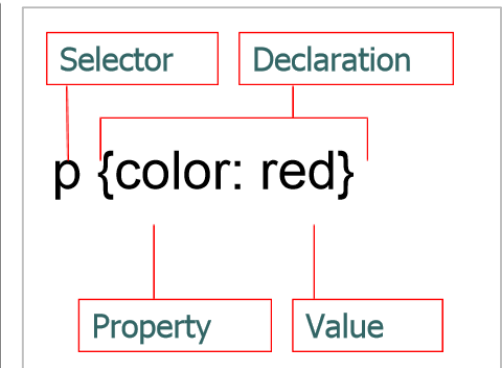 Selector Declaration
p {color: red}
Property Value